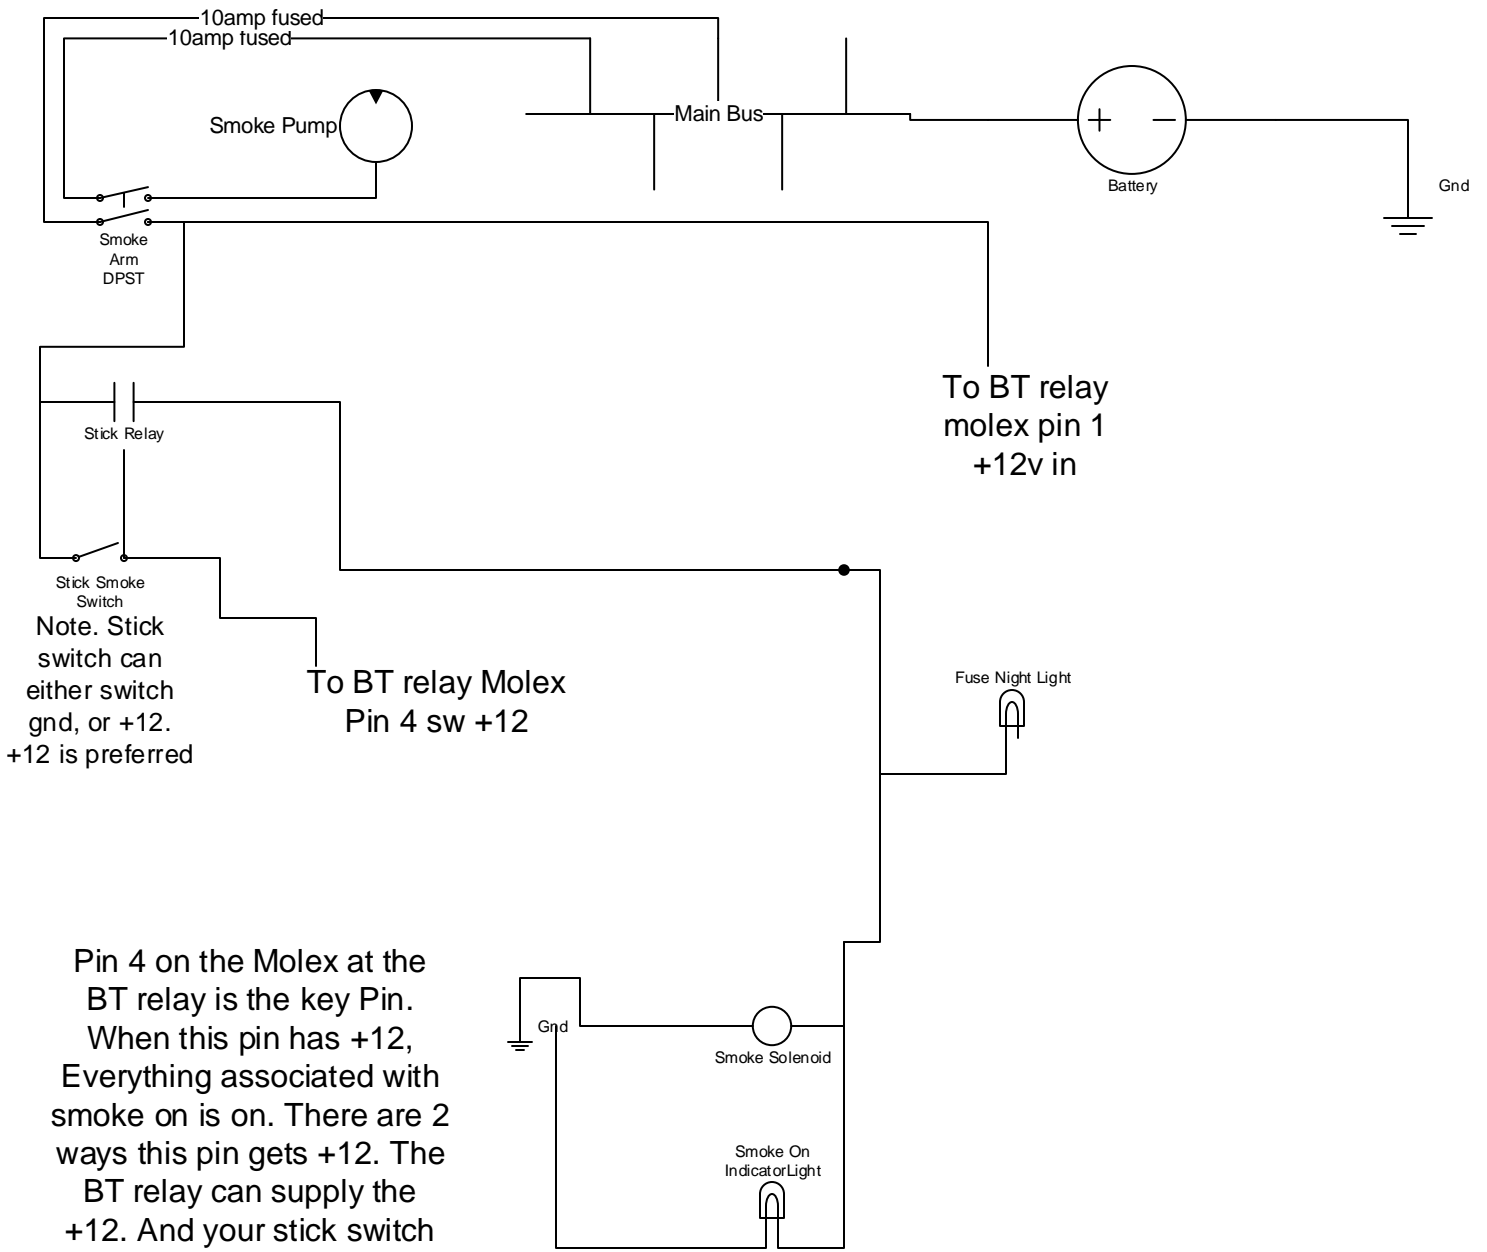 10amp fused
10amp fused
Smoke Pump
Main Bus
Battery
Gnd
Smoke
Arm
DPST
To BT relay
molex pin 1
+12v in
Stick Relay
Stick Smoke
Switch
Note. Stick
switch can
either switch
gnd, or +12.
+12 is preferred
To BT relay Molex
Pin 4 sw +12
Fuse Night Light
Pin 4 on the Molex at the
BT relay is the key Pin.
When this pin has +12,
Everything associated with
smoke on is on. There are 2
ways this pin gets +12. The
BT relay can supply the
+12. And your stick switch
Gnd
Smoke Solenoid
Smoke On
IndicatorLight